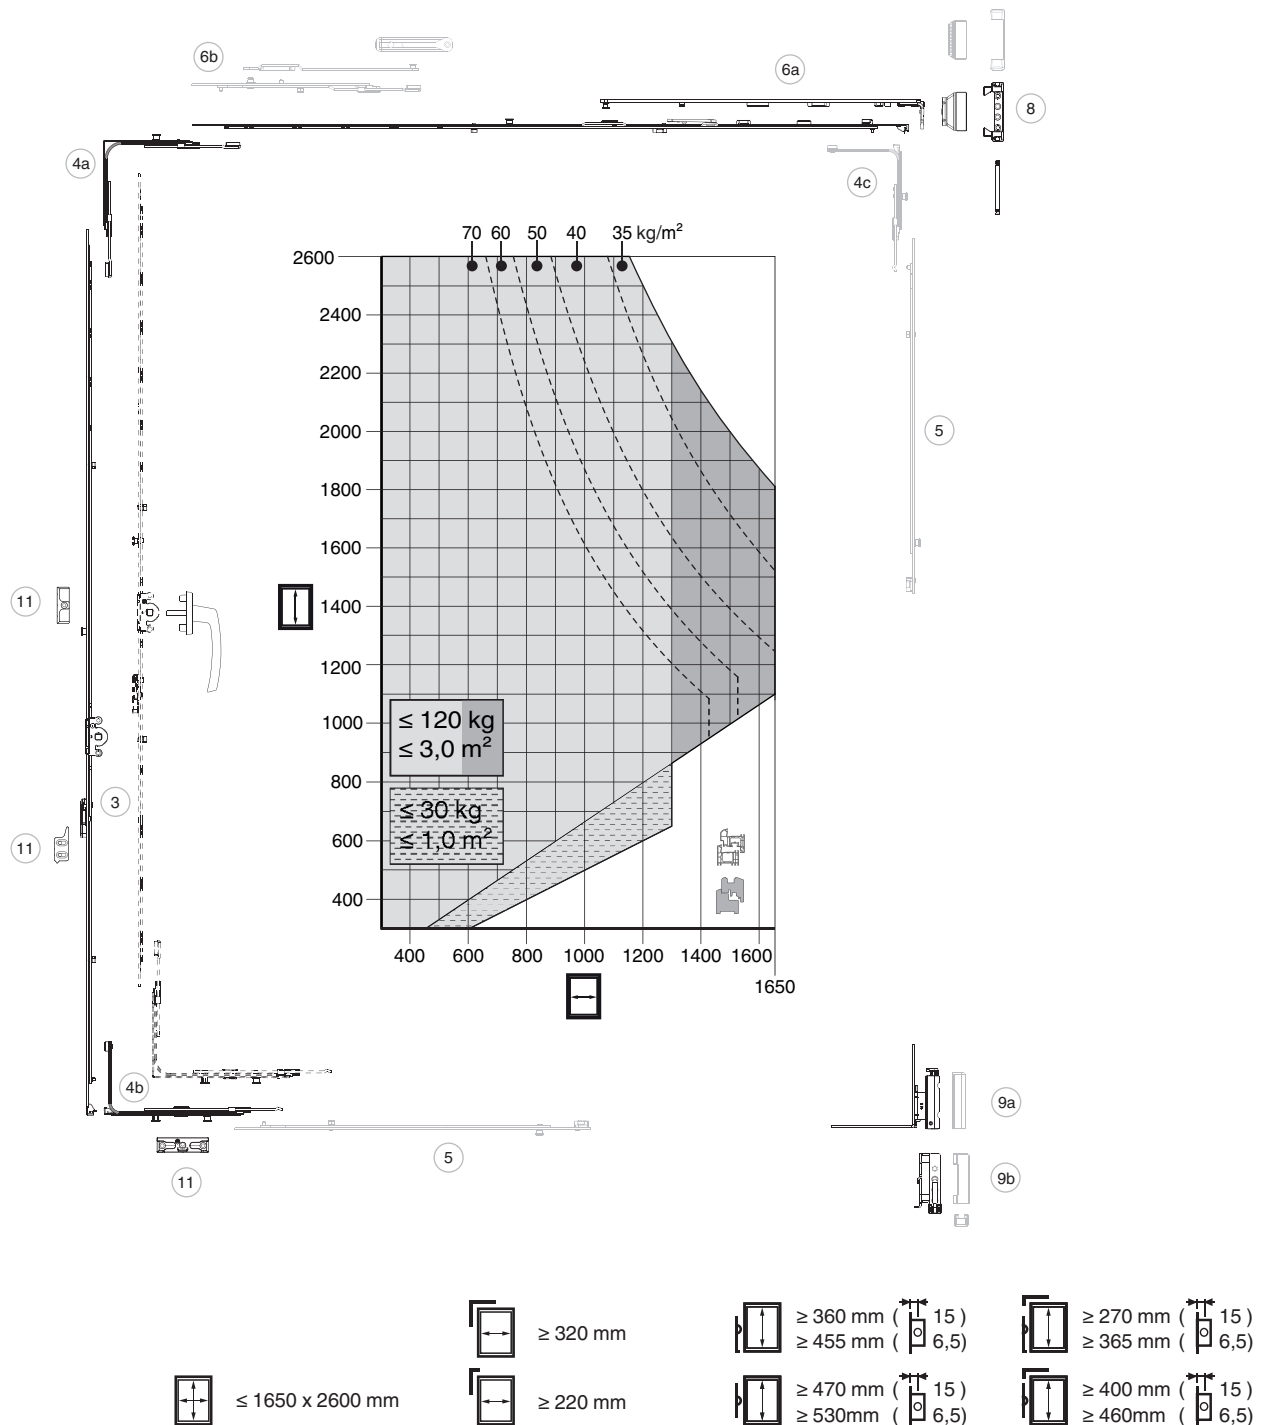 6b
6a
8
4a
4c
70 60 50 40 35 kg/m²
2600
2400
2200
2000
5
1800
1600
11
1400
1200
≤ 120 kg
≤ 3,0 m²
1000
3
800
≤ 30 kg
≤ 1,0 m²
11
600
400
400 600 800 1000 1200 1400 1600
1650
4b
9a
5
11
9b
≥ 320 mm
≥ 360 mm ( 15 )
≥ 455 mm ( 6,5)
≥ 270 mm ( 15 )
≥ 365 mm ( 6,5)
≤ 1650 x 2600 mm
≥ 220 mm
≥ 470 mm ( 15 )
≥ 530mm ( 6,5)
≥ 400 mm ( 15 )
≥ 460mm ( 6,5)